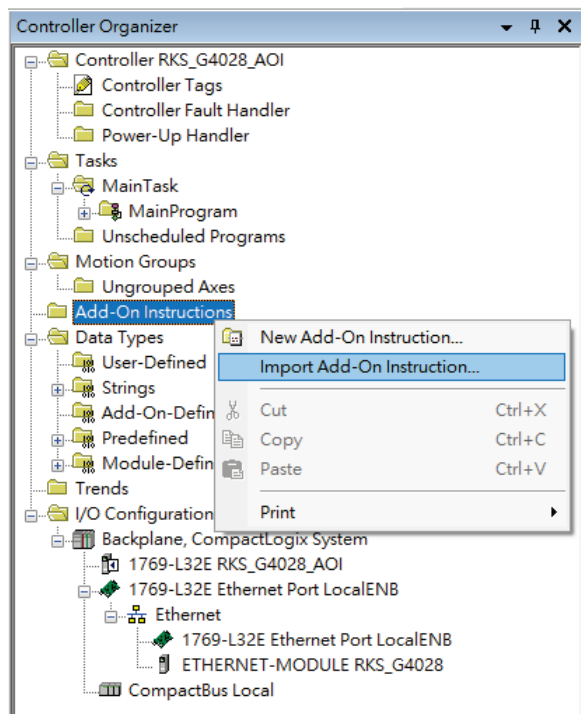 Controller Organizer
Controller RKS_G4028_AOI
Controller Tags
Controller Fault Handler
Power-Up Handler
Tasks
MainTask
MainProgram
Unscheduled Programs
Motion Groups
Ungrouped Axes
Add-On Instructions
Data Types
New Add-On Instruction...
User-Defined
Import Add-On Instruction...
Strings
Add-On-Defin
Cut Ctrl+X
Predefined
Copy Ctrl+C
Module-Defin
Paste Ctrl+V
Trends
I/O Configuration
Print
Backplane, CompactLogix System
1769-L32E RKS_G4028_AOI
1769-L32E Ethernet Port LocalENB
Ethernet
1769-L32E Ethernet Port LocalENB
ETHERNET-MODULE RKS_G4028
CompactBus Local